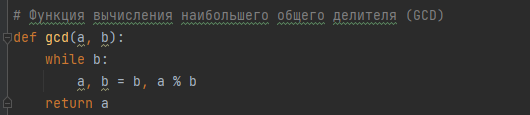 # Функция вычисления наибольшего общего делителя (GCD)
def gcd(a, b):
    while b:
        a, b = b, a % b
    return a